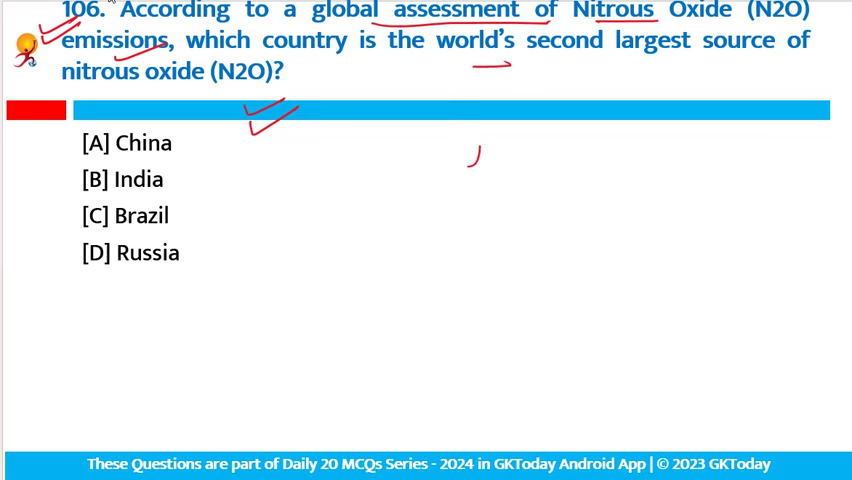 106. According to a global assessment of Nitrous Oxide (N2O)
emissions, which country is the world's second largest source of
nitrous oxide (N2O)?
[A] China
[B] India
[C] Brazil
[D] Russia
These Questions are part of Daily 20 MCQs Series - 2024 in GKToday Android App | © 2023 GKToday